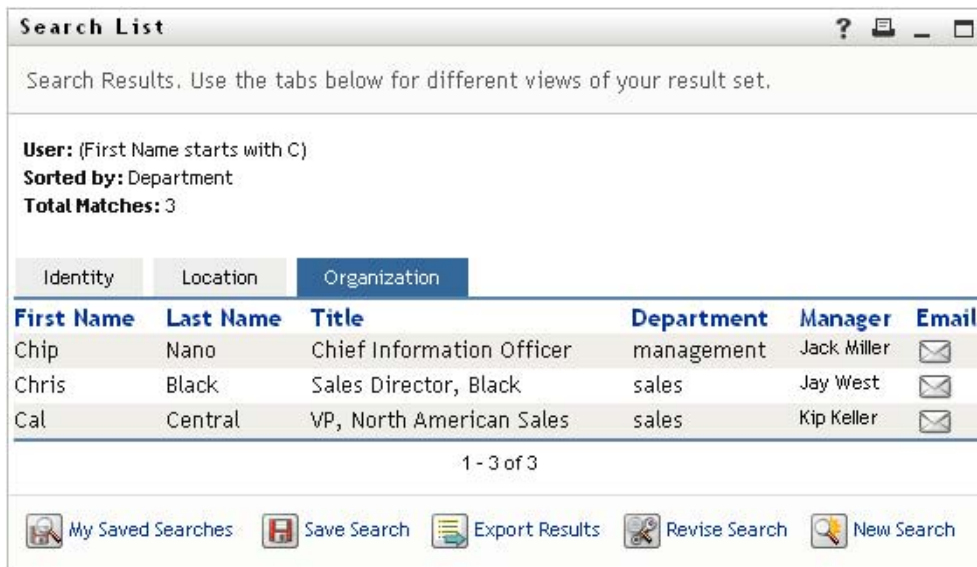 Search List ?
Search Results. Use the tabs below for different views of your result set.
User: (First Name starts with C)
Sorted by: Department
Total Matches: 3
Identity Location Organization
First Name Last Name Title Department Manager Email
Chip Nano Chief Information Officer management Jack Miller
Chris Black Sales Director, Black sales Jay West
Cal Central VP, North American Sales sales Kip Keller
1 - 3 of 3
My Saved Searches Save Search Export Results Revise Search New Search